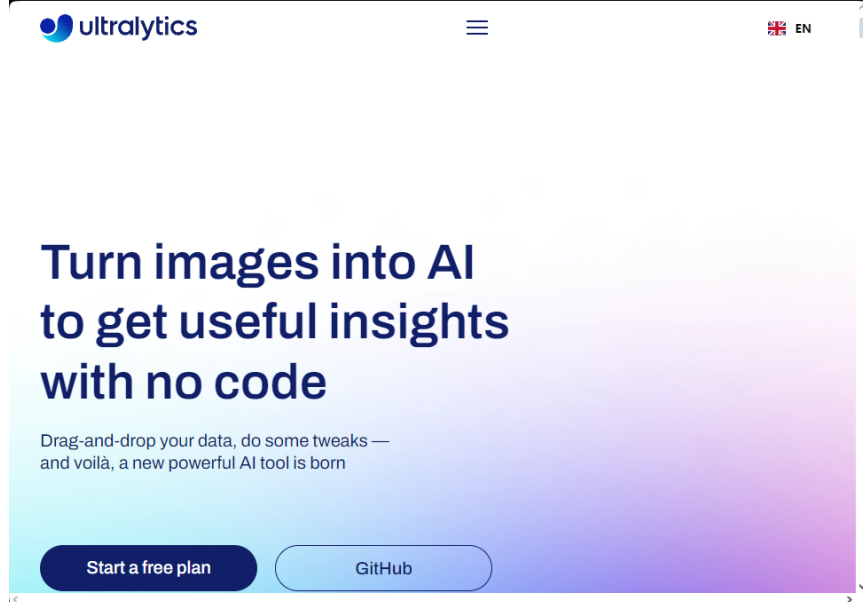 ultralytics
EN
Turn images into AI
to get useful insights
with no code
Drag-and-drop your data, do some tweaks —
and voilà, a new powerful AI tool is born
Start a free plan
GitHub